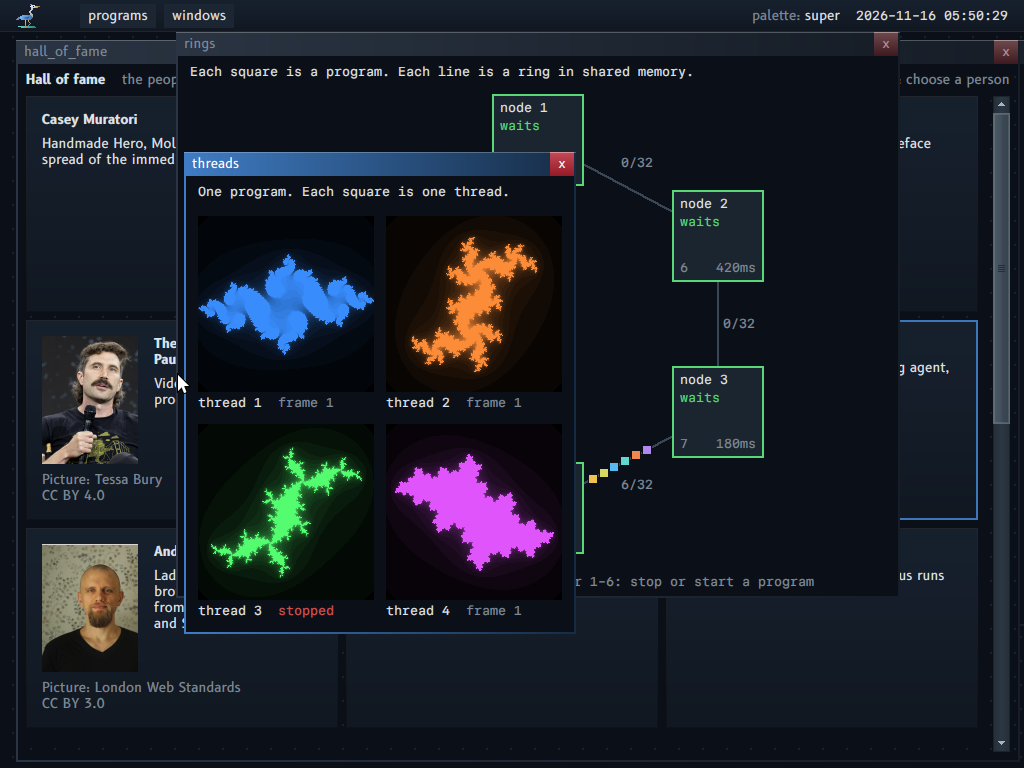 programs
windows
palette: super 2026-11-16 05:50:29
hall_of_fame
x
rings
x
Hall of fame
the peop
choose a person
Casey Muratori
Handmade Hero, Mol
spread of the immed
eface
Each square is a program. Each line is a ring in shared memory.
node 1
waits
0/32
node 2
waits
6 420ms
0/32
node 3
waits
7 180ms
6/32
r 1-6: stop or start a program
threads
x
One program. Each square is one thread.
thread 1 frame 1
thread 2 frame 1
thread 3 stopped
thread 4 frame 1
The
Pau
Vide
pro
Picture: Tessa Bury
CC BY 4.0
g agent,
And
Lad
bro
from
and S
Picture: London Web Standards
CC BY 3.0
us runs